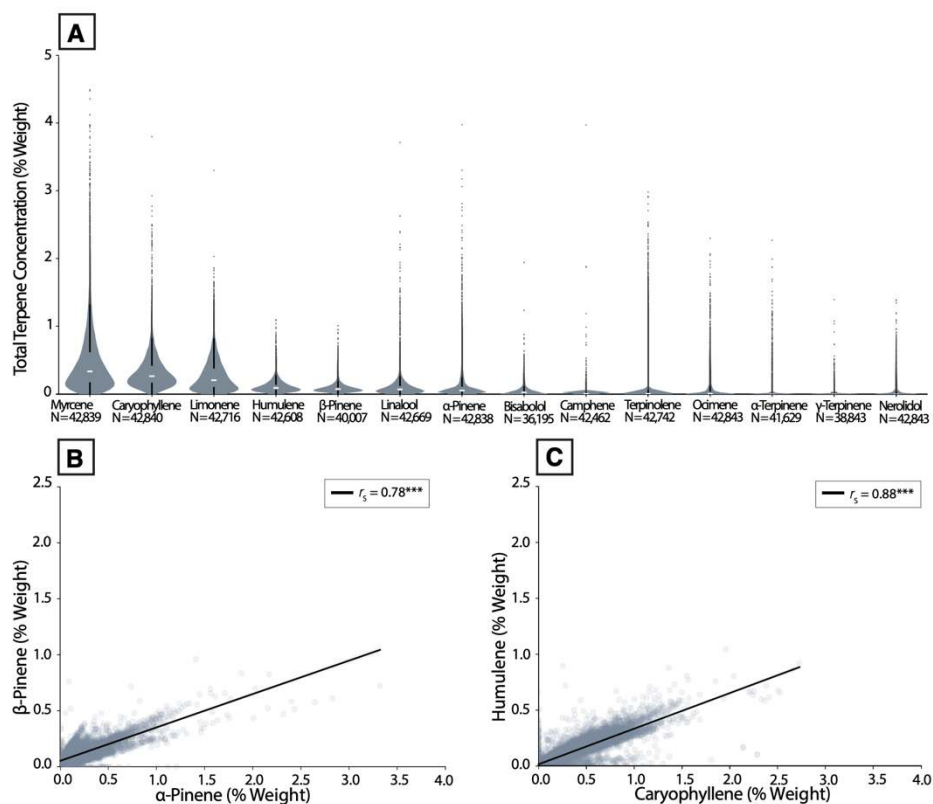 A
5
4
3
2
1
0
Total Terpene Concentration (% Weight)
Myrcene Caryophyllene Limonene Humulene β-Pinene Linalool α-Pinene Bisabolol Camphene Terpinolene Ocimene α-Terpinene γ-Terpinene Nerolidol
N=42,839 N=42,840 N=42,716 N=42,608 N=40,007 N=42,669 N=42,838 N=36,195 N=42,462 N=42,742 N=42,843 N=41,629 N=38,843 N=42,843
B
2.5
2.0
1.5
1.0
0.5
0.0
β-Pinene (% Weight)
r_s = 0.78***
0.0 0.5 1.0 1.5 2.0 2.5 3.0 3.5 4.0
α-Pinene (% Weight)
C
2.5
2.0
1.5
1.0
0.5
0.0
Humulene (% Weight)
r_s = 0.88***
0.0 0.5 1.0 1.5 2.0 2.5 3.0 3.5 4.0
Caryophyllene (% Weight)